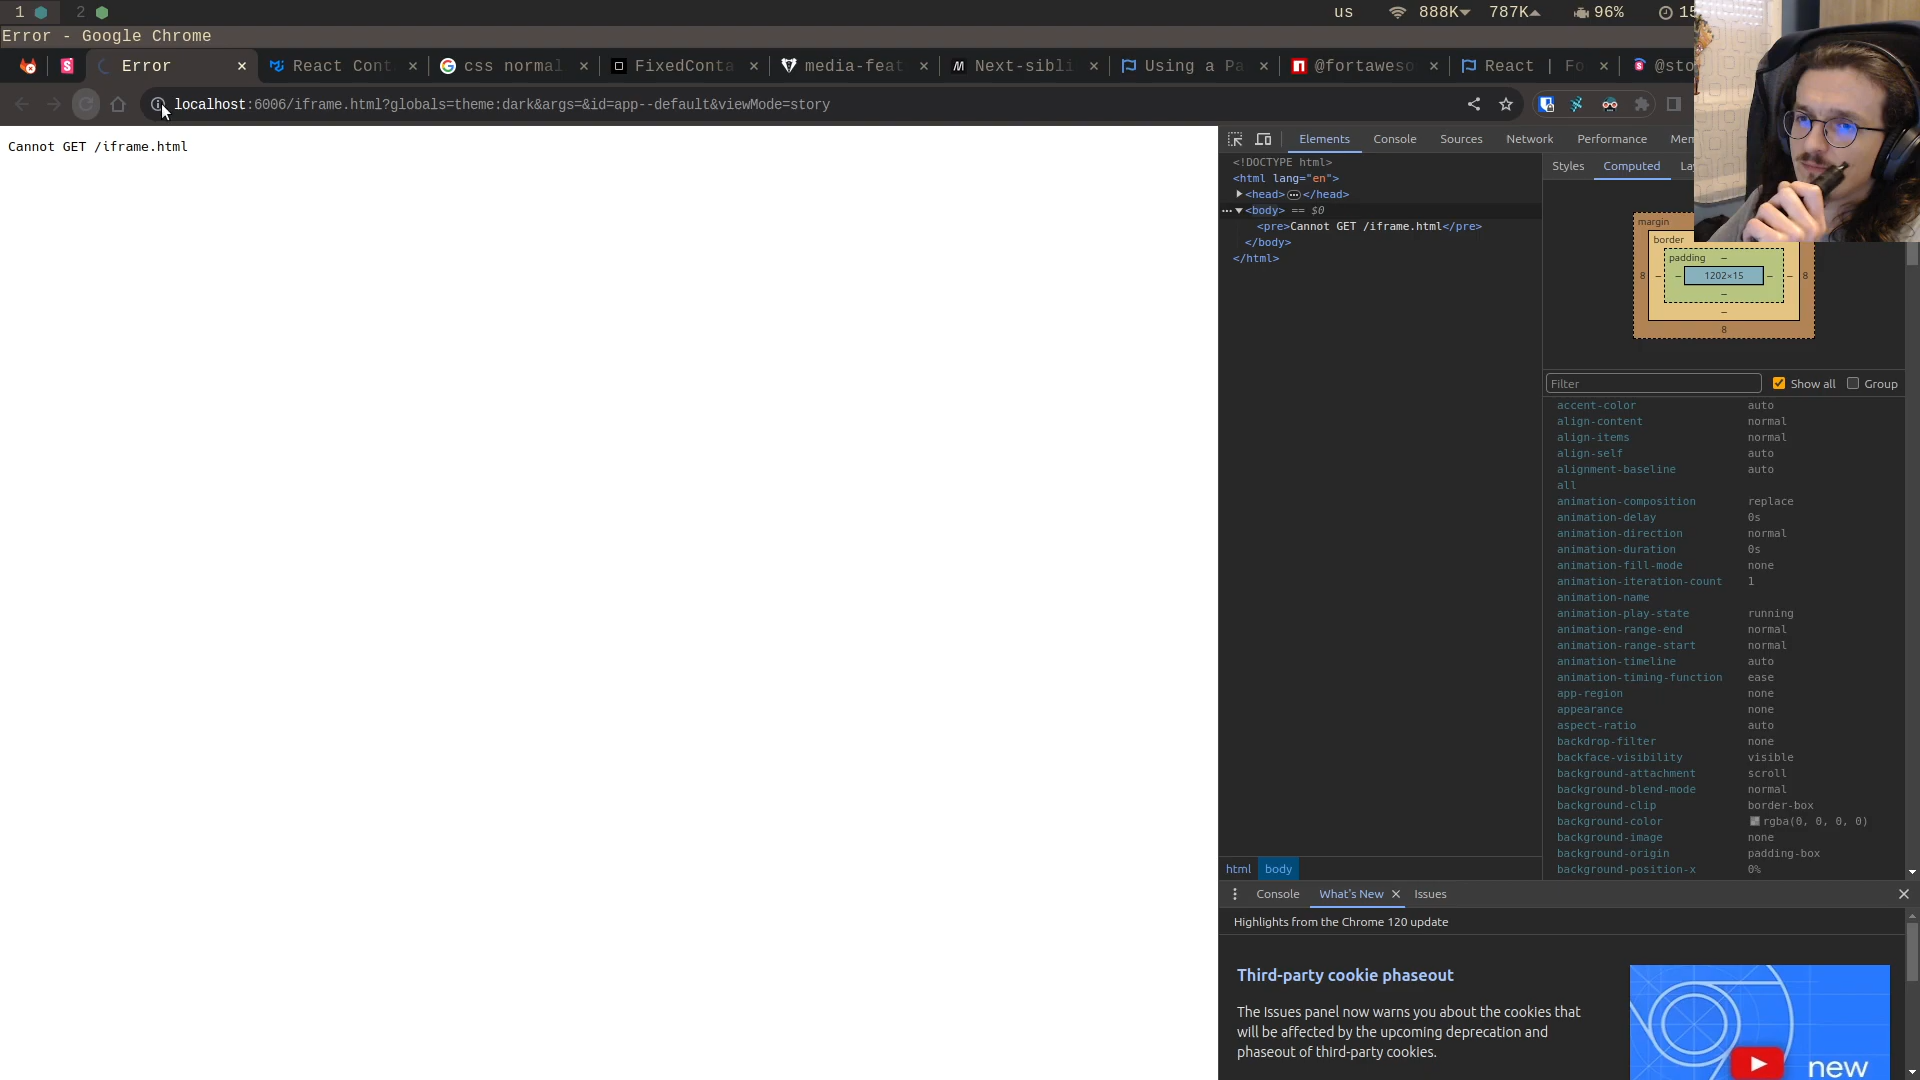 1 2 us 888K 787K 96% 15
Error - Google Chrome
Error React Cont css normal FixedConta media-feat Next-sibli Using a Pa @fortaweso React | Fo @sto
localhost:6006/iframe.html?globals=theme:dark&args=&id=app--default&viewMode=story
Cannot GET /iframe.html
Elements Console Sources Network Performance Mem
<!DOCTYPE html>
<html lang="en">
<head> </head>
<body> == $0
<pre>Cannot GET /iframe.html</pre>
</body>
</html>
html body
Styles Computed La
margin
border
padding –
8 – – 1202×15 – – 8
–
–
8
Filter Show all Group
accent-color auto
align-content normal
align-items normal
align-self auto
alignment-baseline auto
all
animation-composition replace
animation-delay 0s
animation-direction normal
animation-duration 0s
animation-fill-mode none
animation-iteration-count 1
animation-name
animation-play-state running
animation-range-end normal
animation-range-start normal
animation-timeline auto
animation-timing-function ease
app-region none
appearance none
aspect-ratio auto
backdrop-filter none
backface-visibility visible
background-attachment scroll
background-blend-mode normal
background-clip border-box
background-color rgba(0, 0, 0, 0)
background-image none
background-origin padding-box
background-position-x 0%
Console What's New Issues
Highlights from the Chrome 120 update
Third-party cookie phaseout
The Issues panel now warns you about the cookies that
will be affected by the upcoming deprecation and
phaseout of third-party cookies.
new